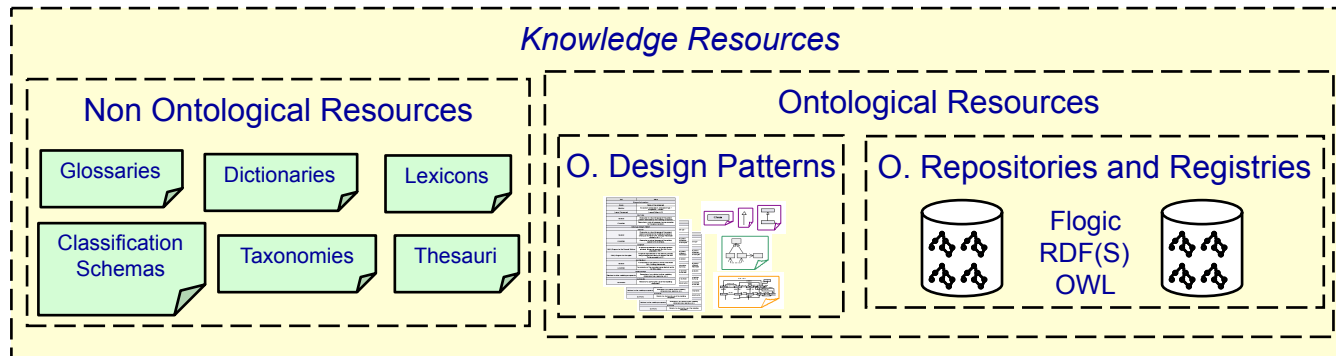 Knowledge Resources
Non Ontological Resources
Glossaries
Dictionaries
Lexicons
Classification
Schemas
Taxonomies
Thesauri
Ontological Resources
O. Design Patterns
O. Repositories and Registries
Flogic
RDF(S)
OWL